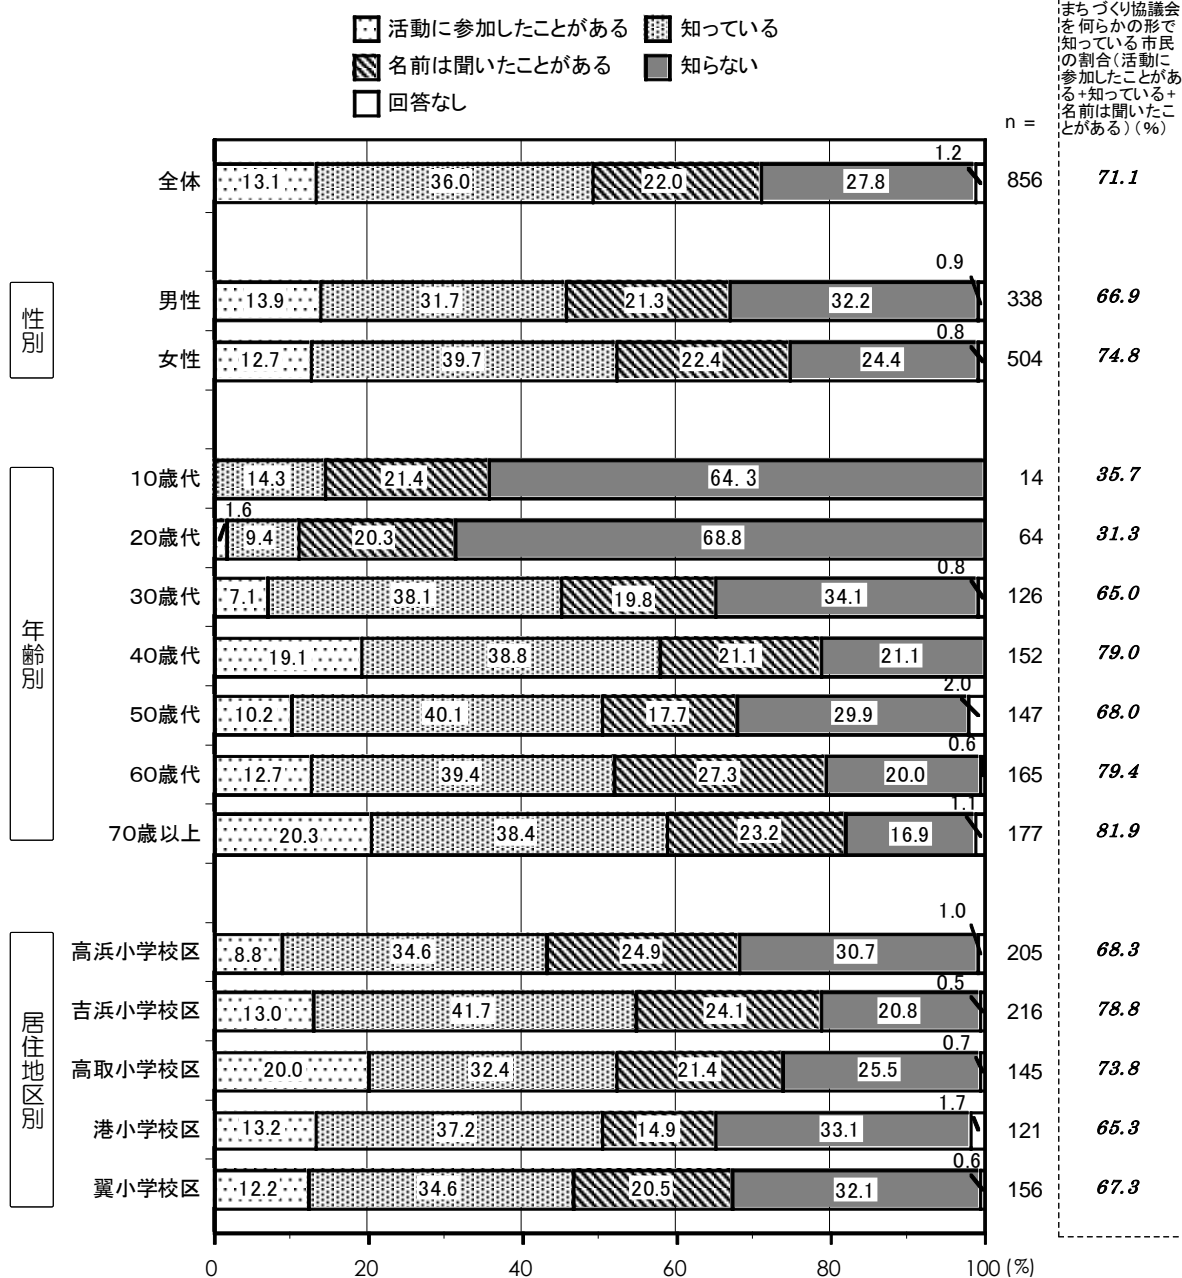 活動に参加したことがある 知っている
名前は聞いたことがある 知らない
回答なし
まちづくり協議会
を何らかの形で
知っている市民
の割合(活動に
参加したことがあ
る+知っている+
名前は聞いたこ
とがある)(%)
n =
1.2
全体 13.1 36.0 22.0 27.8 856 71.1
性別
0.9
男性 13.9 31.7 21.3 32.2 338 66.9
0.8
女性 12.7 39.7 22.4 24.4 504 74.8
年齢別
10歳代 14.3 21.4 64.3 14 35.7
1.6
20歳代 9.4 20.3 68.8 64 31.3
0.8
30歳代 7.1 38.1 19.8 34.1 126 65.0
40歳代 19.1 38.8 21.1 21.1 152 79.0
2.0
50歳代 10.2 40.1 17.7 29.9 147 68.0
0.6
60歳代 12.7 39.4 27.3 20.0 165 79.4
1.1
70歳以上 20.3 38.4 23.2 16.9 177 81.9
居住地区別
1.0
高浜小学校区 8.8 34.6 24.9 30.7 205 68.3
0.5
吉浜小学校区 13.0 41.7 24.1 20.8 216 78.8
0.7
高取小学校区 20.0 32.4 21.4 25.5 145 73.8
1.7
港小学校区 13.2 37.2 14.9 33.1 121 65.3
0.6
翼小学校区 12.2 34.6 20.5 32.1 156 67.3
0 20 40 60 80 100 (%)